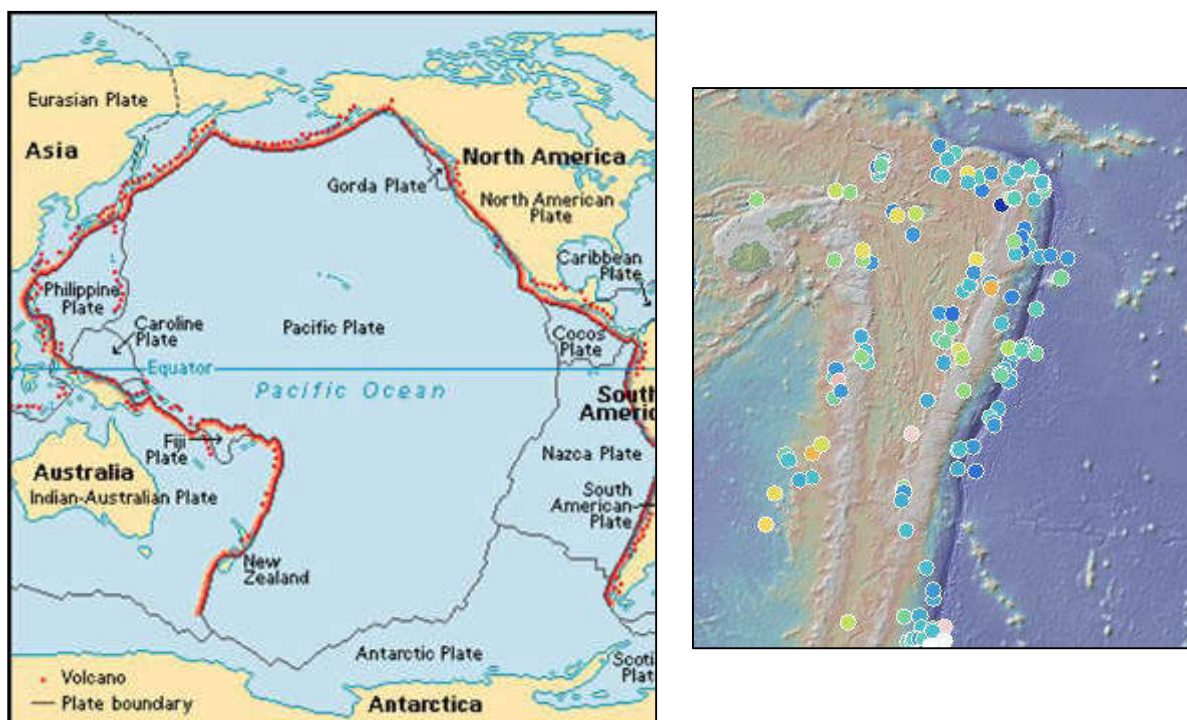 Eurasian Plate
Asia
North America
Gorda Plate
North American
Plate
Caribbean
Plate
Philippine
Plate
Caroline
Plate
Pacific Plate
Cocos
Plate
Equator
Pacific Ocean
South
Americ
Fiji
Plate
Nazca Plate
Australia
Indian-Australian Plate
South
American-
Plate
New
Zealand
Antarctic Plate
Scoti
Plat
Volcano
Plate boundary
Antarctica